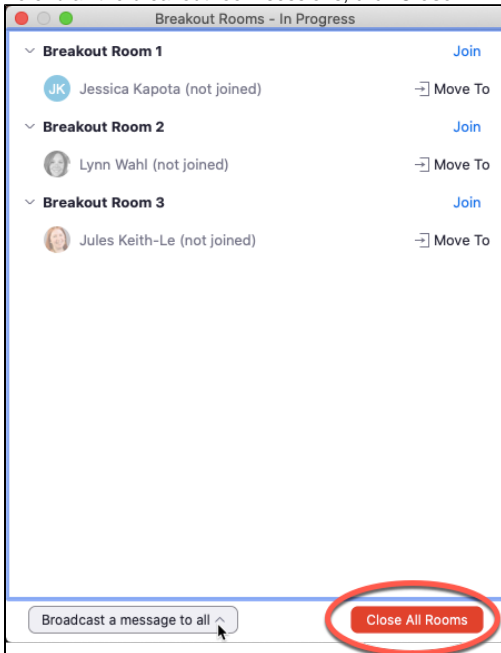 Breakout Rooms - In Progress
Breakout Room 1 Join
JK Jessica Kapota (not joined) Move To
Breakout Room 2 Join
Lynn Wahl (not joined) Move To
Breakout Room 3 Join
Jules Keith-Le (not joined) Move To
Broadcast a message to all Close All Rooms